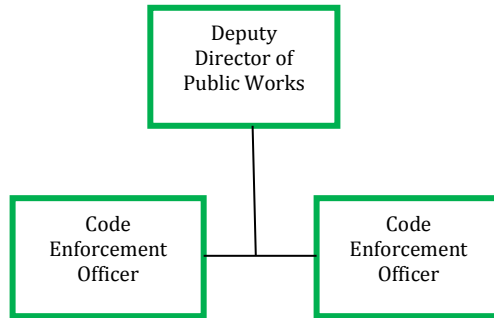 Deputy
Director of
Public Works
Code
Enforcement
Officer
Code
Enforcement
Officer